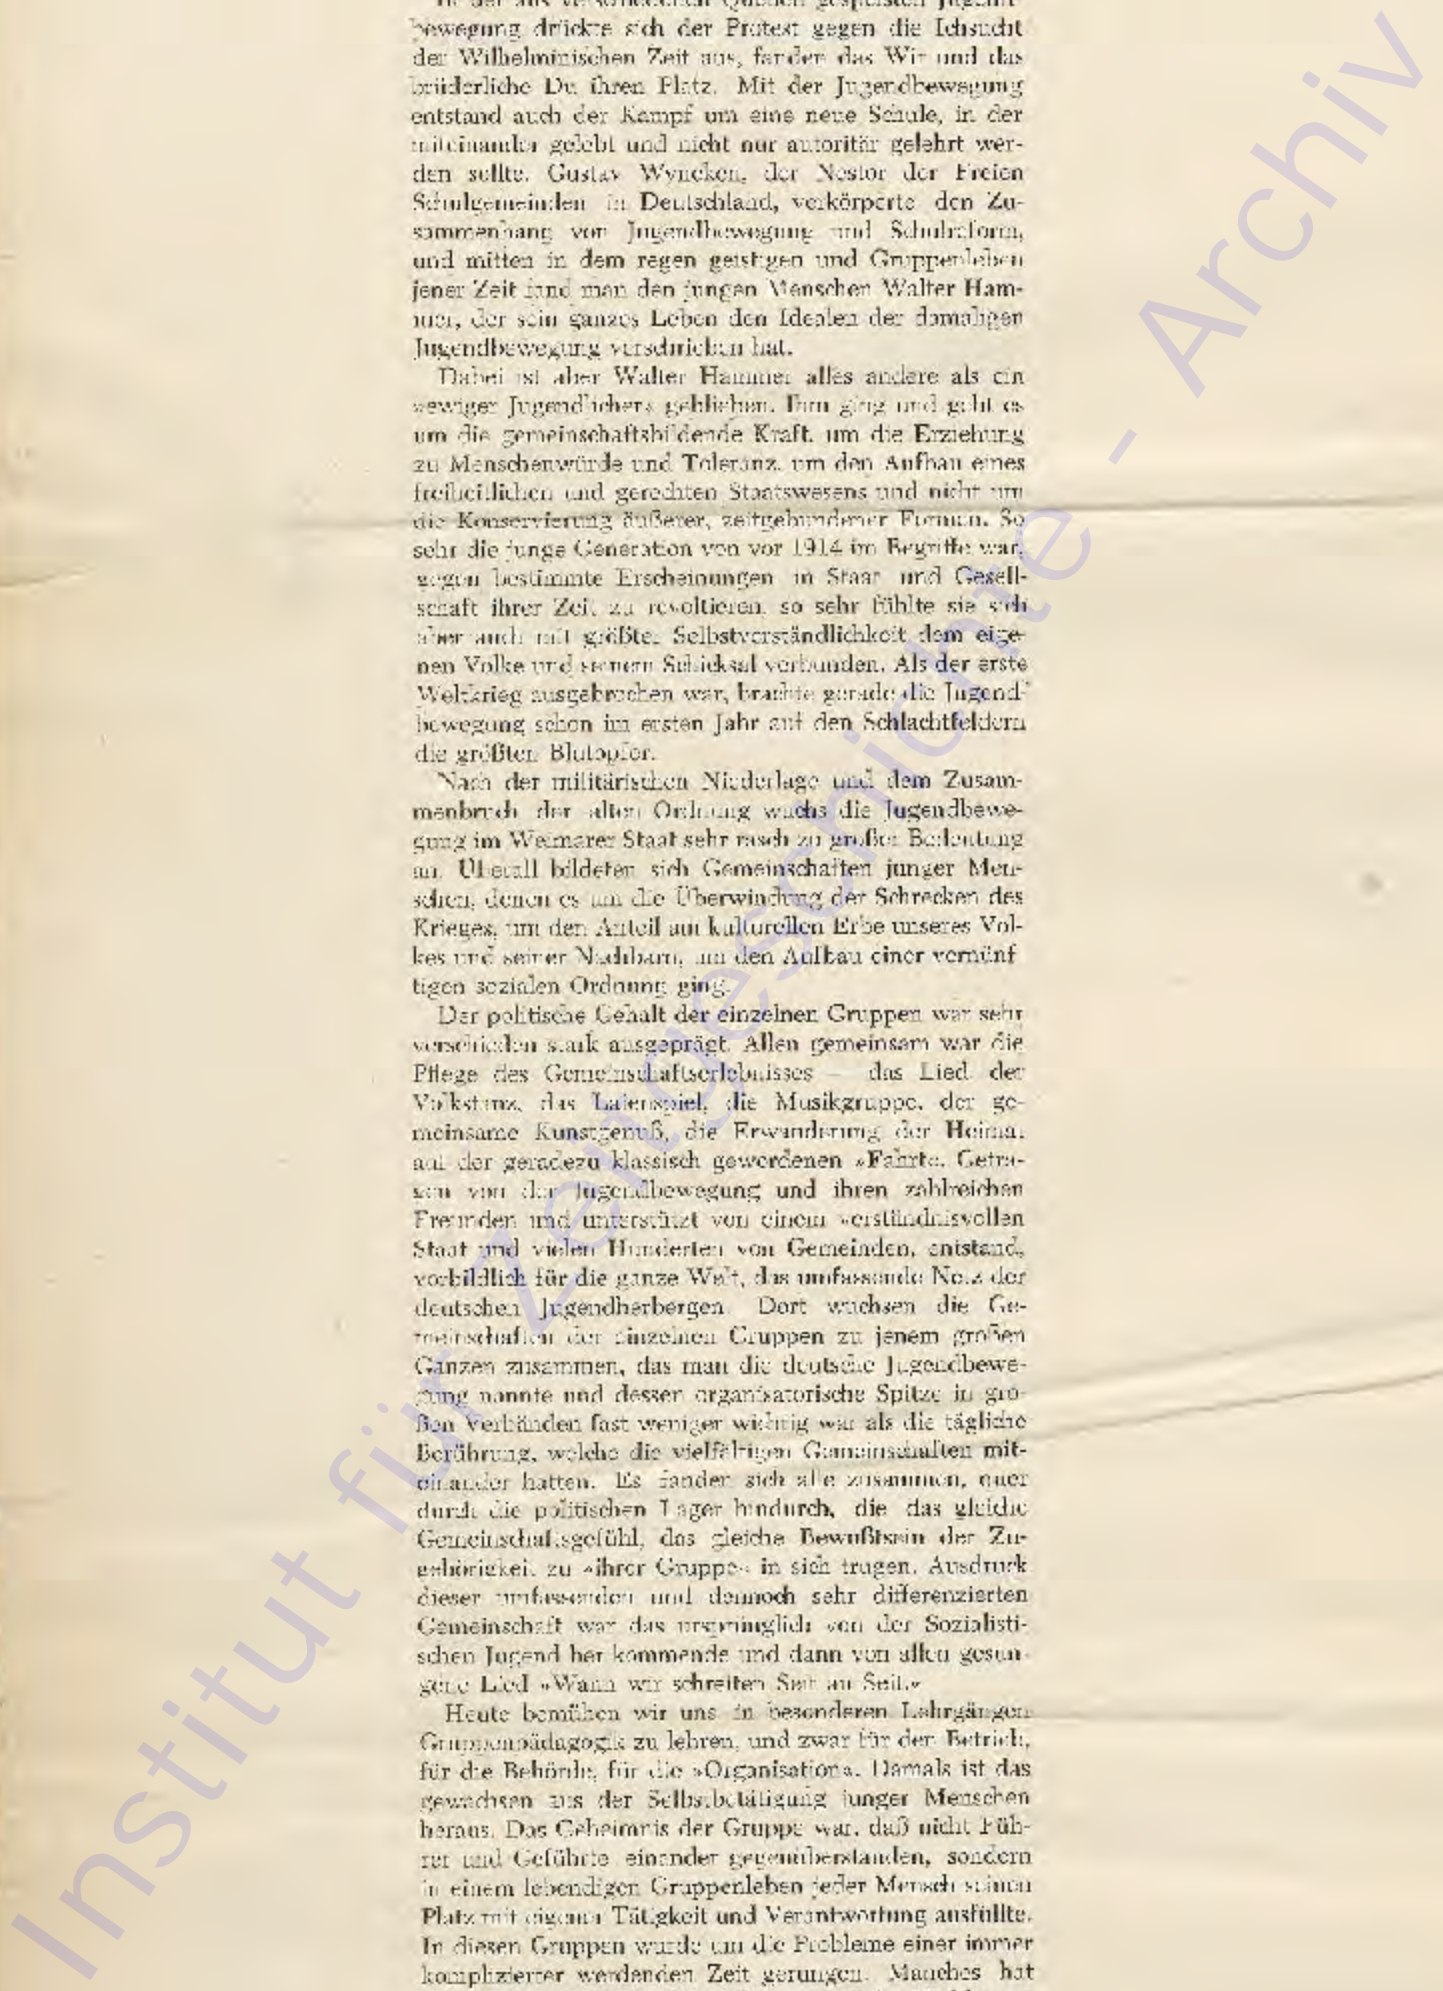 In der aus verschiedenen Quellen gespeisten Jugend-
bewegung drückte sich der Protest gegen die Ichsucht
der Wilhelminischen Zeit aus, fanden das Wir und das
brüderliche Du ihren Platz. Mit der Jugendbewegung
entstand auch der Kampf um eine neue Schule, in der
miteinander gelebt und nicht nur autoritär gelehrt wer-
den sollte. Gustav Wyneken, der Nestor der Freien
Schulgemeinden in Deutschland, verkörperte den Zu-
sammenhang von Jugendbewegung und Schulreform,
und mitten in dem regen geistigen und Gruppenleben
jener Zeit fand man den jungen Menschen Walter Ham-
mer, der sein ganzes Leben den Idealen der damaligen
Jugendbewegung verschrieben hat.
Dabei ist aber Walter Hammer alles andere als ein
»ewiger Jugendlicher« geblieben. Ihm ging und geht es
um die gemeinschaftsbildende Kraft, um die Erziehung
zu Menschenwürde und Toleranz, um den Aufbau eines
freiheitlichen und gerechten Staatswesens und nicht um
die Konservierung äußerer, zeitgebundener Formen. So
sehr die junge Generation von vor 1914 im Begriffe war,
gegen bestimmte Erscheinungen in Staat und Gesell-
schaft ihrer Zeit zu revoltieren, so sehr fühlte sie sich
aber auch mit größter Selbstverständlichkeit dem eige-
nen Volke und seinem Schicksal verbunden. Als der erste
Weltkrieg ausgebrochen war, brachte gerade die Jugend-
bewegung schon im ersten Jahr auf den Schlachtfeldern
die größten Blutopfer.
Nach der militärischen Niederlage und dem Zusam-
menbruch der alten Ordnung wuchs die Jugendbewe-
gung im Weimarer Staat sehr rasch zu großer Bedeutung
an. Überall bildeten sich Gemeinschaften junger Men-
schen, denen es um die Überwindung der Schrecken des
Krieges, um den Anteil am kulturellen Erbe unseres Vol-
kes und seiner Nachbarn, um den Aufbau einer vernünf-
tigen sozialen Ordnung ging.
Der politische Gehalt der einzelnen Gruppen war sehr
verschieden stark ausgeprägt. Allen gemeinsam war die
Pflege des Gemeinschaftserlebnisses – das Lied, der
Volkstanz, das Laienspiel, die Musikgruppe, der ge-
meinsame Kunstgenuß, die Erwanderung der Heimat
auf der geradezu klassisch gewordenen »Fahrt«. Getra-
gen von der Jugendbewegung und ihren zahlreichen
Freunden und unterstützt von einem verständnisvollen
Staat und vielen Hunderten von Gemeinden, entstand,
vorbildlich für die ganze Welt, das umfassende Netz der
deutschen Jugendherbergen. Dort wuchsen die Ge-
meinschaften der einzelnen Gruppen zu jenem großen
Ganzen zusammen, das man die deutsche Jugendbewe-
gung nannte und dessen organisatorische Spitze in gro-
ßen Verbänden fast weniger wichtig war als die tägliche
Berührung, welche die vielfältigen Gemeinschaften mit-
einander hatten. Es fanden sich alle zusammen, quer
durch die politischen Lager hindurch, die das gleiche
Gemeinschaftsgefühl, das gleiche Bewußtsein der Zu-
gehörigkeit zu »ihrer Gruppe« in sich trugen. Ausdruck
dieser umfassenden und dennoch sehr differenzierten
Gemeinschaft war das ursprünglich von der Sozialisti-
schen Jugend her kommende und dann von allen gesun-
gene Lied »Wann wir schreiten Seit an Seit.«
Heute bemühen wir uns in besonderen Lehrgängen
Gruppenpädagogik zu lehren, und zwar für den Betrieb,
für die Behörde, für die »Organisation«. Damals ist das
gewachsen aus der Selbstbetätigung junger Menschen
heraus. Das Geheimnis der Gruppe war, daß nicht Füh-
rer und Geführte einander gegenüberstanden, sondern
in einem lebendigen Gruppenleben jeder Mensch seinen
Platz mit eigener Tätigkeit und Verantwortung ausfüllte.
In diesen Gruppen wurde um die Probleme einer immer
komplizierter werdenden Zeit gerungen. Manches hat
Institut für Zeitgeschichte - Archiv